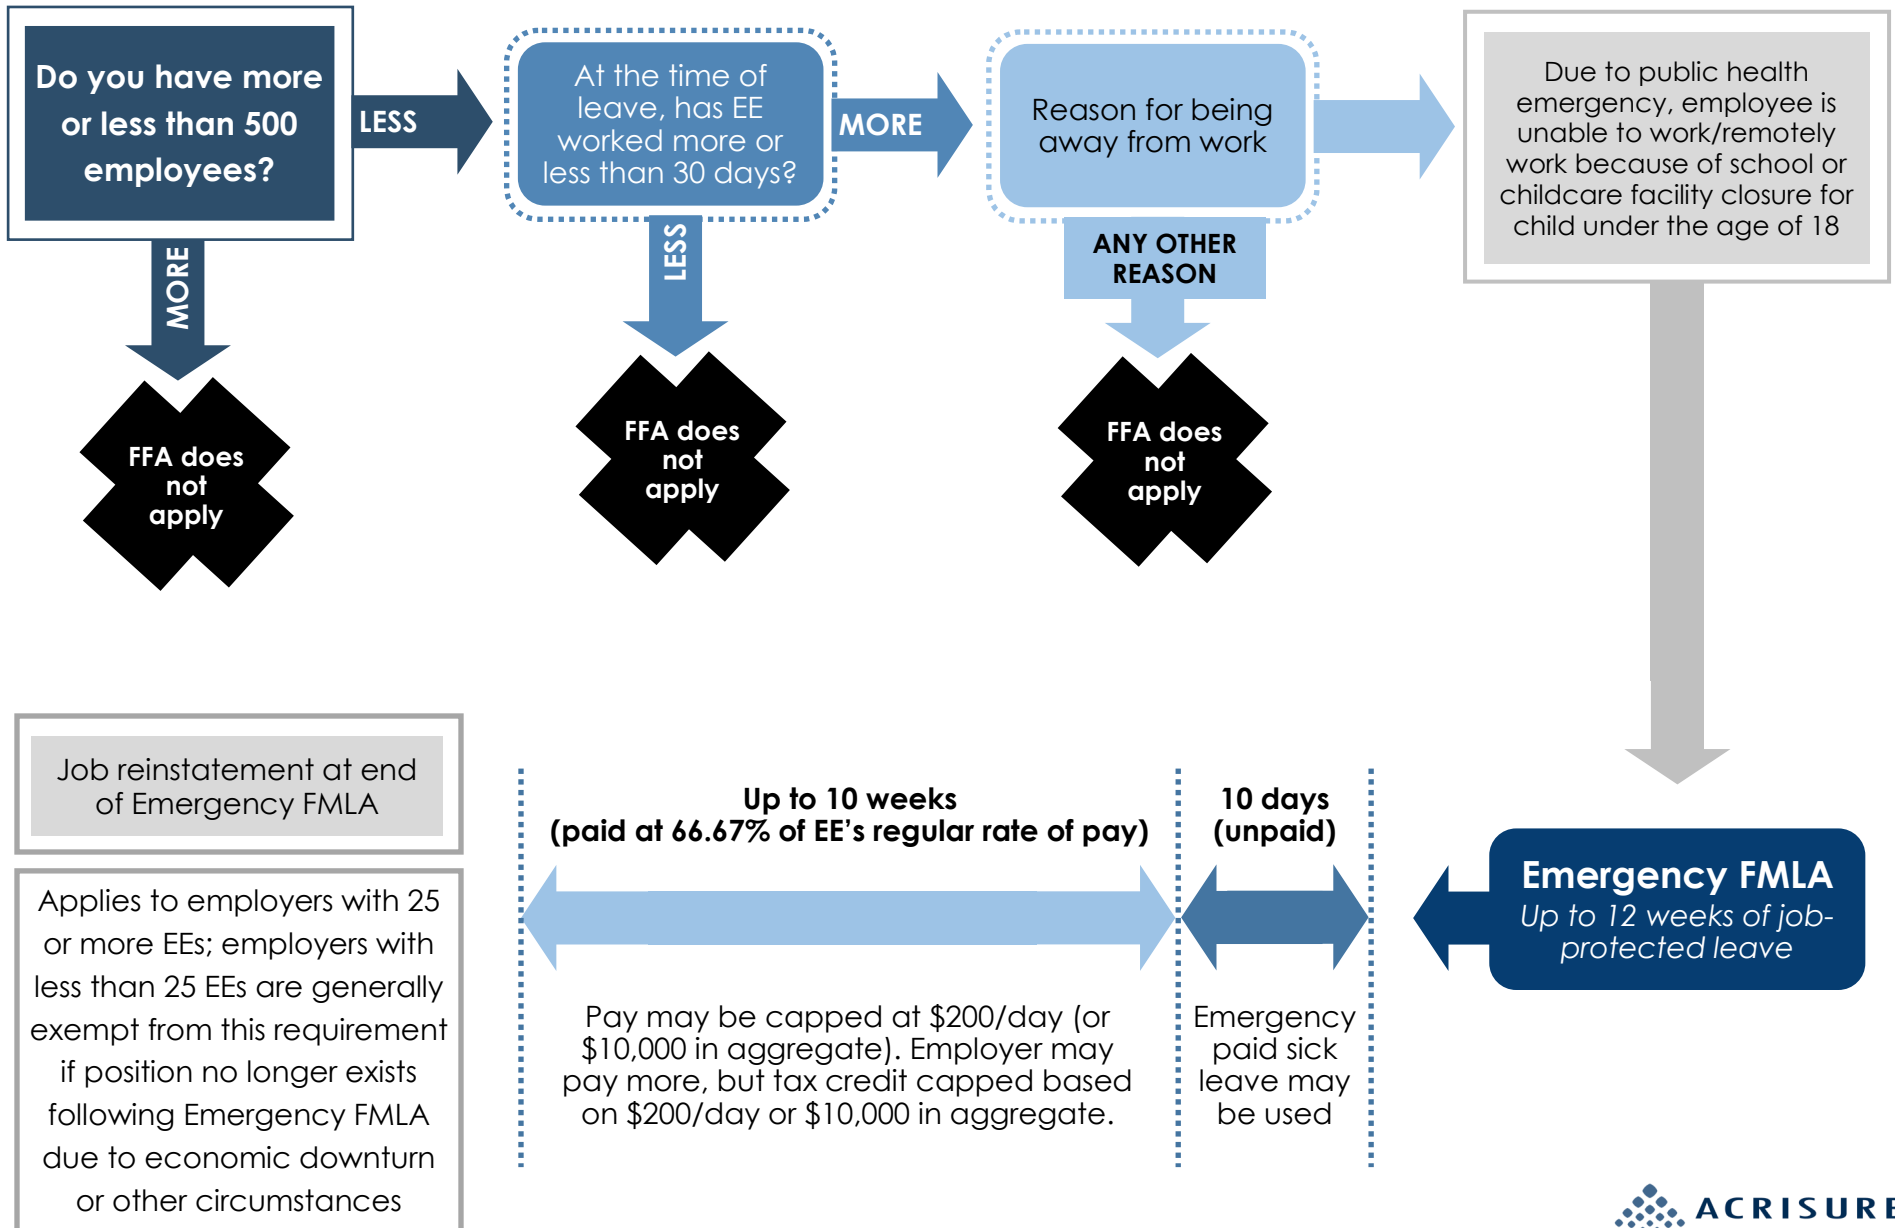 Do you have more
or less than 500
employees?
LESS
MORE
FFA does
not
apply
At the time of
leave, has EE
worked more or
less than 30 days?
MORE
LESS
FFA does
not
apply
Reason for being
away from work
ANY OTHER
REASON
FFA does
not
apply
Due to public health
emergency, employee is
unable to work/remotely
work because of school or
childcare facility closure for
child under the age of 18
Emergency FMLA
Up to 12 weeks of job-
protected leave
10 days
(unpaid)
Emergency
paid sick
leave may
be used
Up to 10 weeks
(paid at 66.67% of EE’s regular rate of pay)
Pay may be capped at $200/day (or
$10,000 in aggregate). Employer may
pay more, but tax credit capped based
on $200/day or $10,000 in aggregate.
Job reinstatement at end
of Emergency FMLA
Applies to employers with 25
or more EEs; employers with
less than 25 EEs are generally
exempt from this requirement
if position no longer exists
following Emergency FMLA
due to economic downturn
or other circumstances
ACRISURE